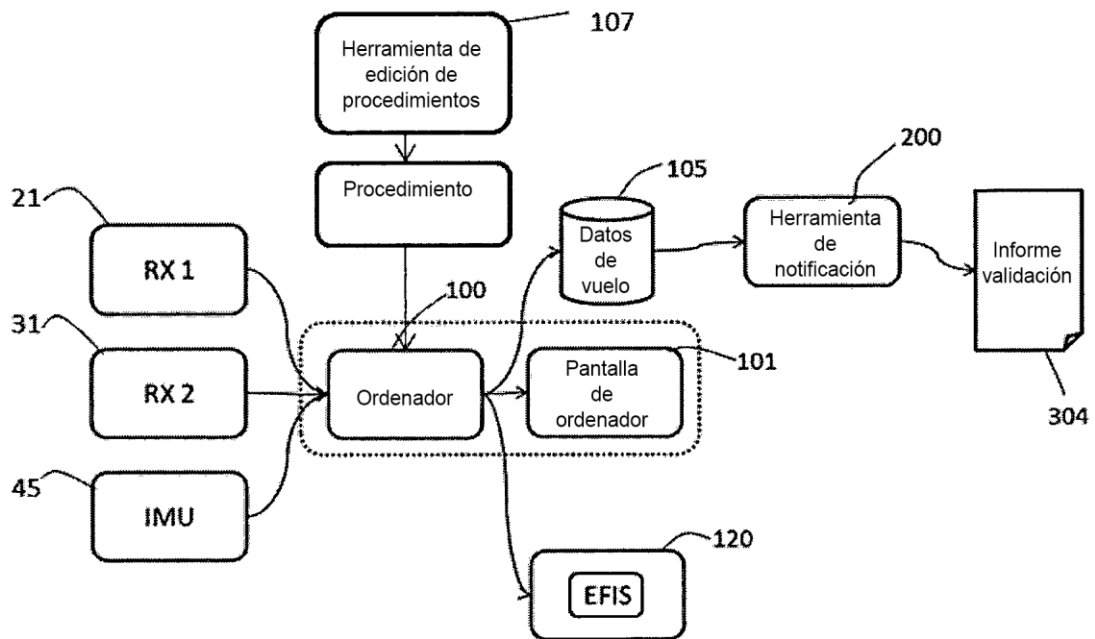 107
Herramienta de
edición de
procedimientos
Procedimiento
21
RX 1
31
RX 2
45
IMU
100
Ordenador
105
Datos
de
vuelo
101
Pantalla
de
ordenador
120
EFIS
200
Herramienta
de
notificación
Informe
validación
304